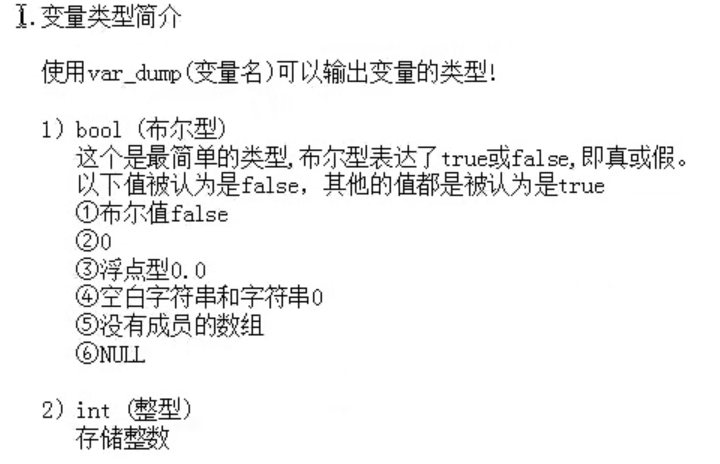 1.变量类型简介
使用var_dump(变量名)可以输出变量的类型!
1) bool (布尔型)
这个是最简单的类型,布尔型表达了true或false,即真或假。
以下值被认为是false，其他的值都是被认为是true
①布尔值false
②0
③浮点型0.0
④空白字符串和字符串0
⑤没有成员的数组
⑥NULL
2) int (整型)
存储整数